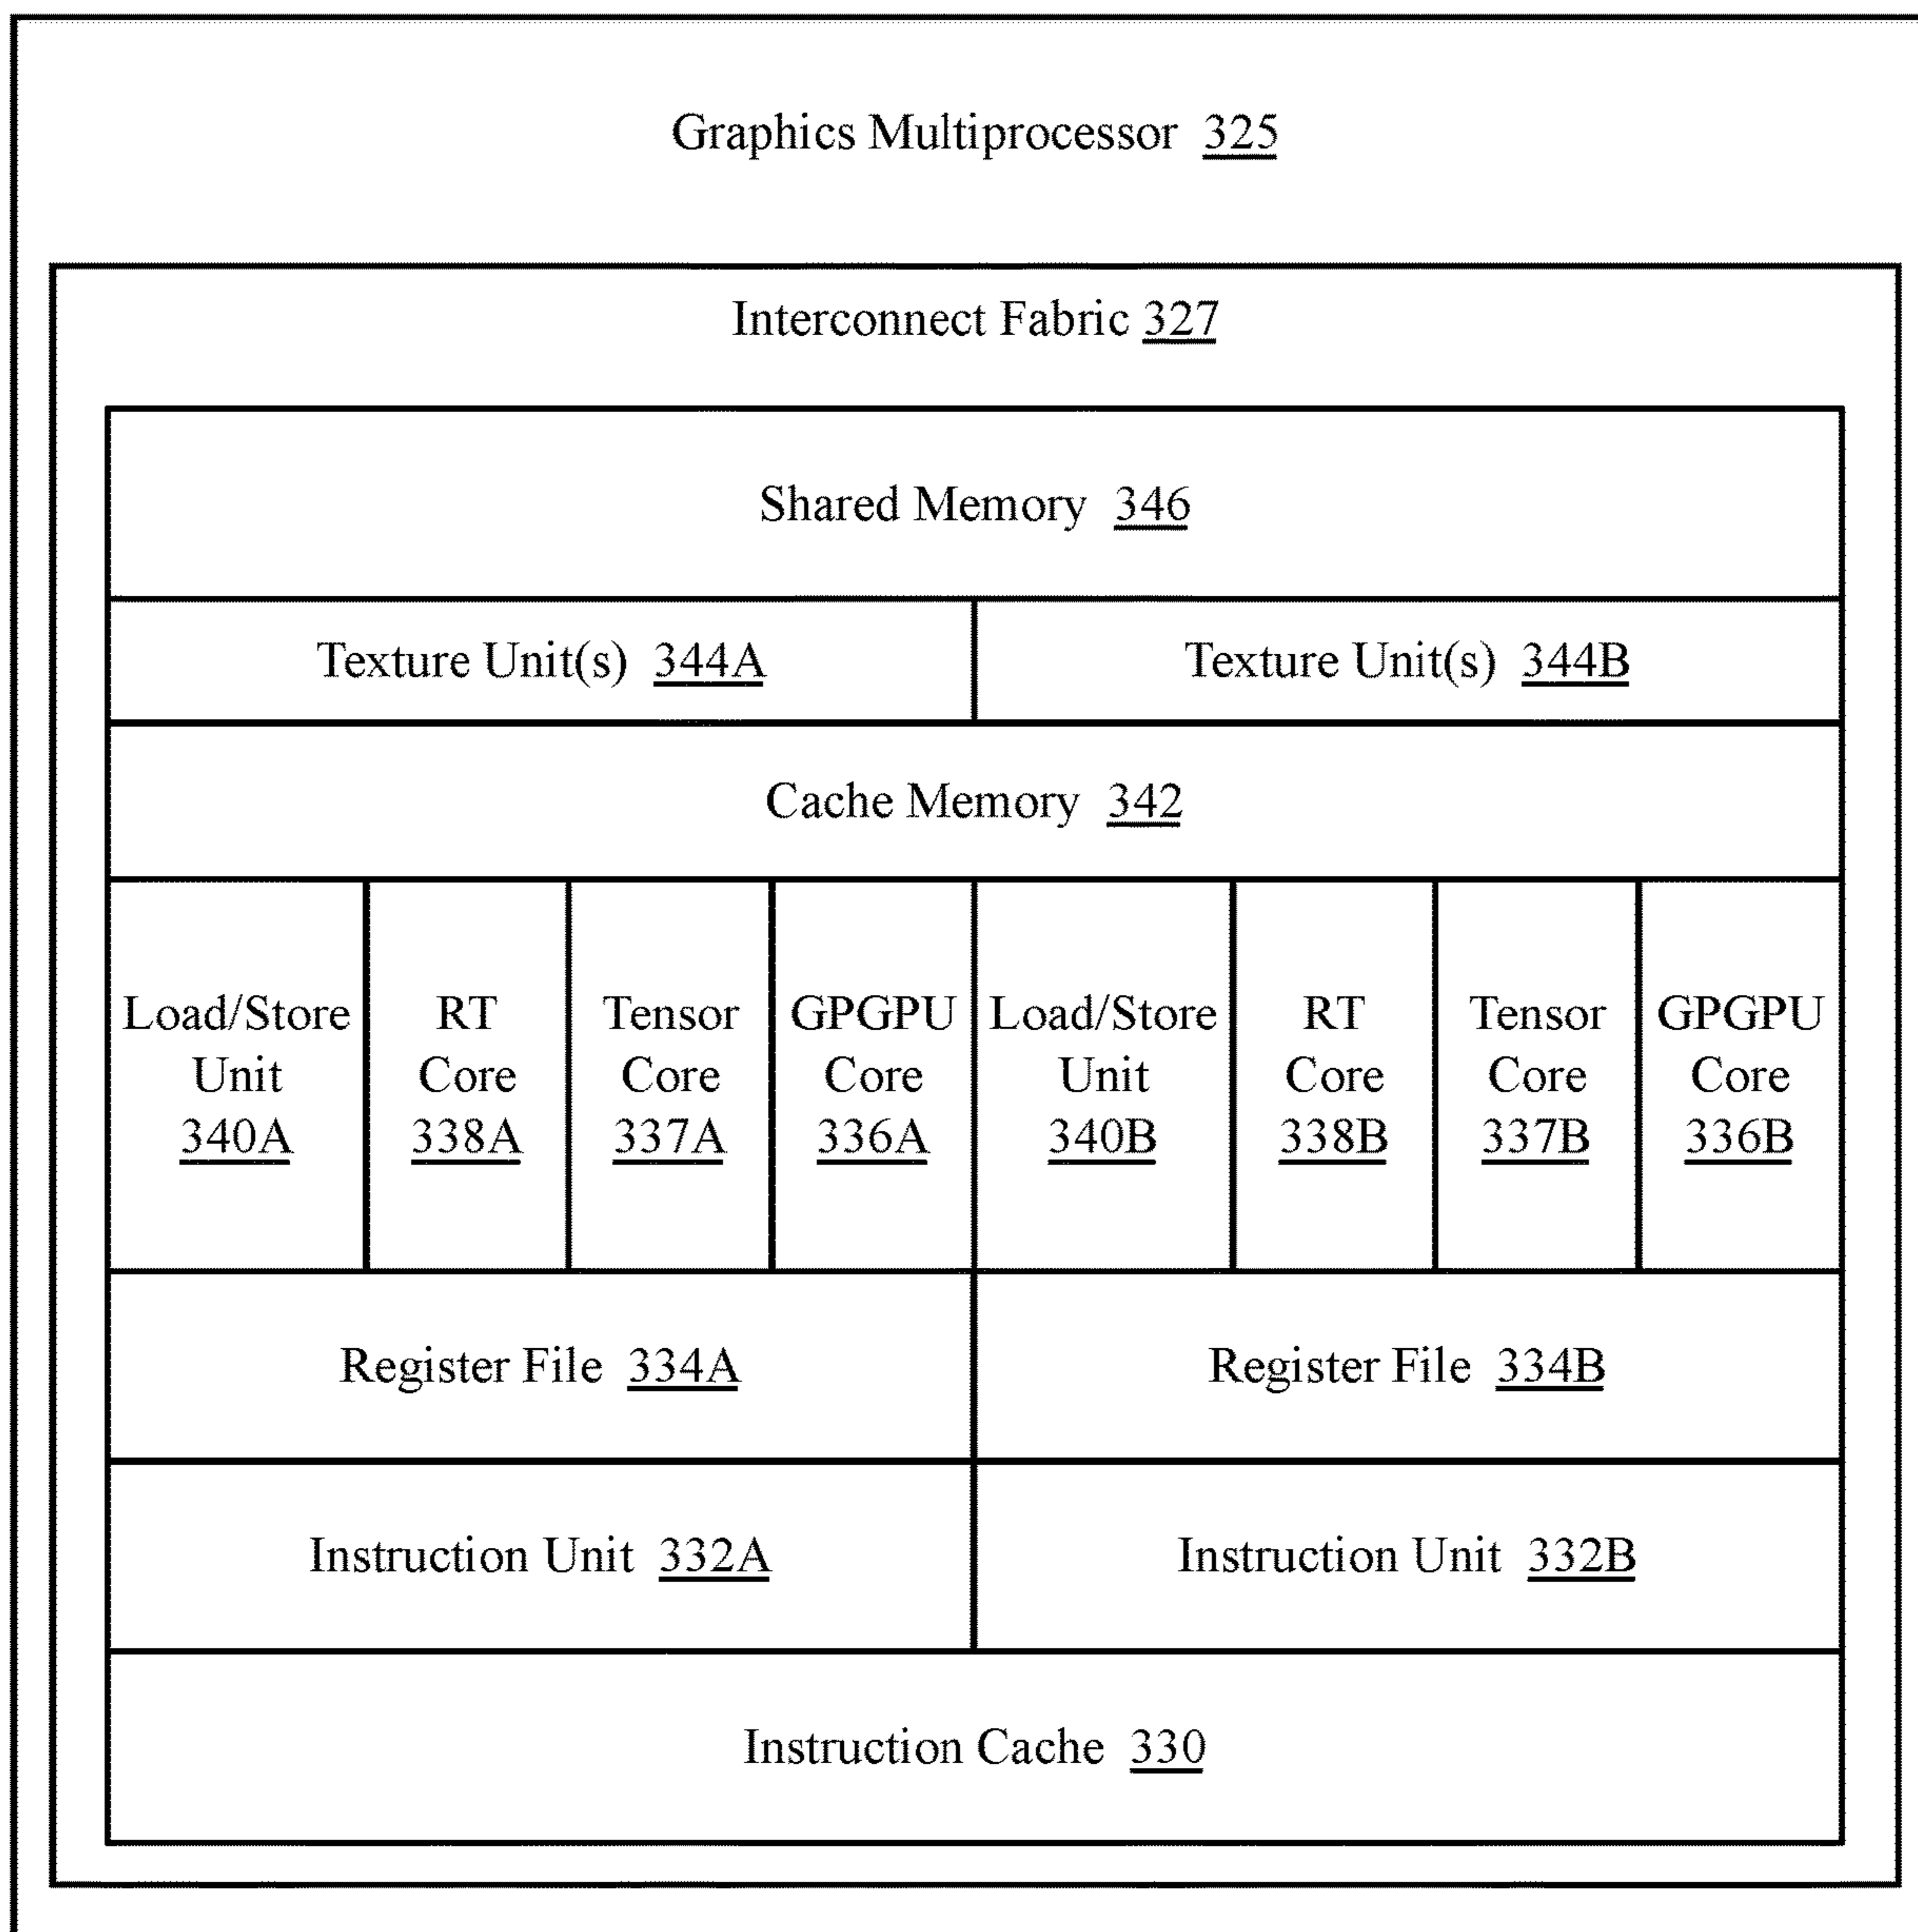 Graphics Multiprocessor 325
Interconnect Fabric 327
Shared Memory 346
Texture Unit(s) 344A
Texture Unit(s) 344B
Cache Memory 342
Load/Store
Unit
340A
RT
Core
338A
Tensor
Core
337A
GPGPU
Core
336A
Load/Store
Unit
340B
RT
Core
338B
Tensor
Core
337B
GPGPU
Core
336B
Register File 334A
Register File 334B
Instruction Unit 332A
Instruction Unit 332B
Instruction Cache 330